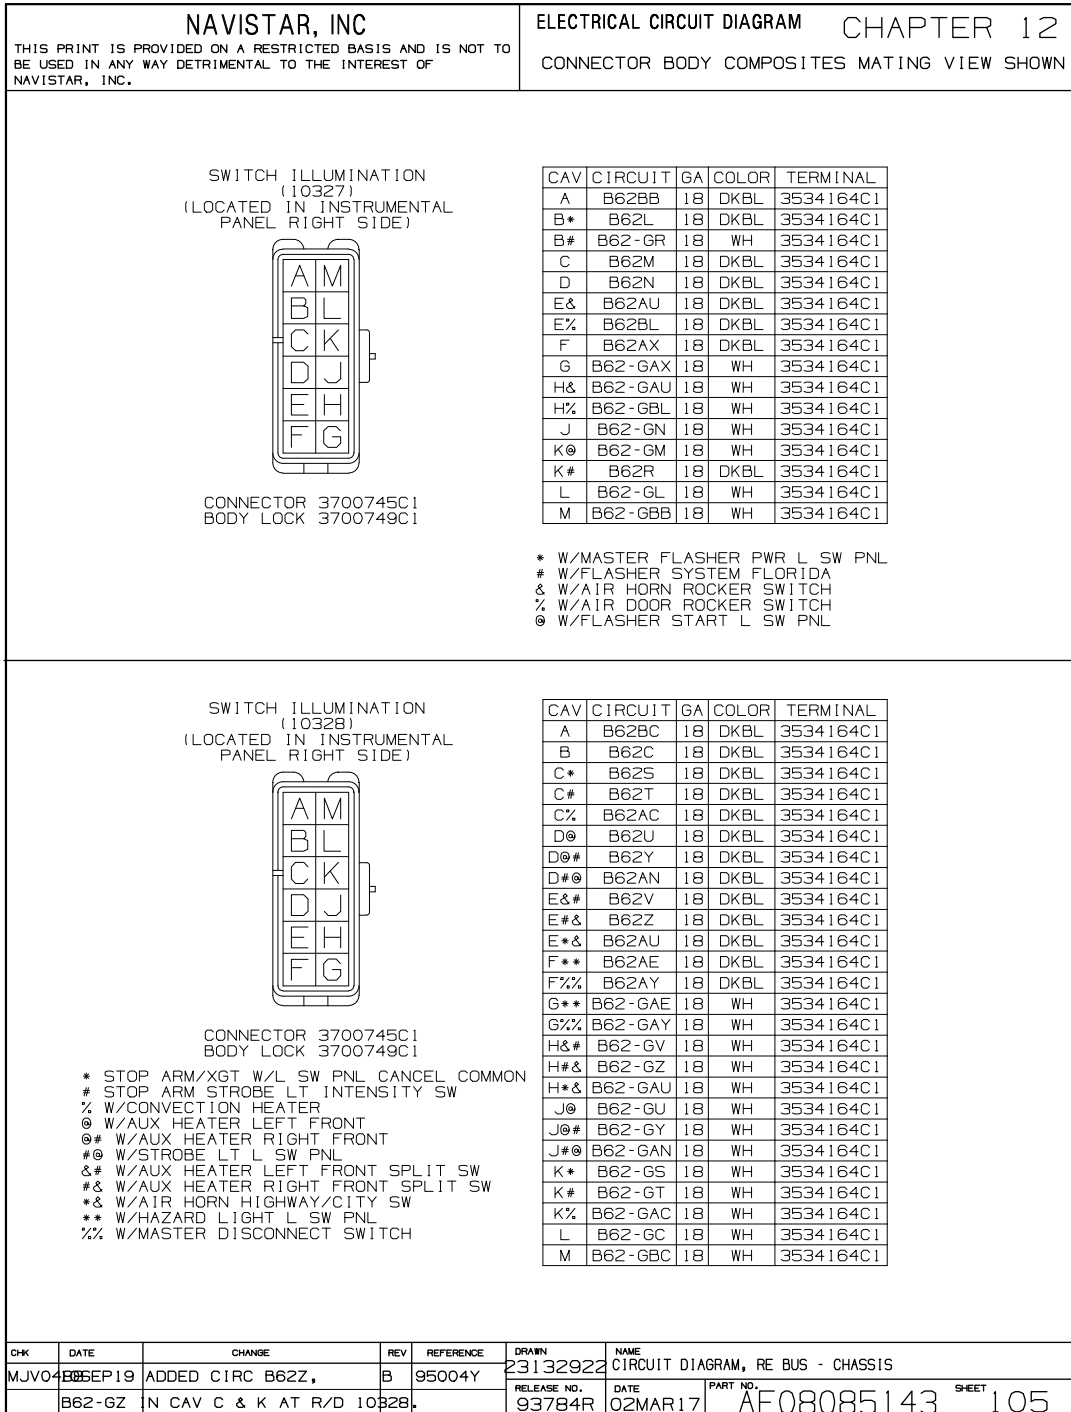 NAVISTAR, INC
THIS PRINT IS PROVIDED ON A RESTRICTED BASIS AND IS NOT TO
BE USED IN ANY WAY DETRIMENTAL TO THE INTEREST OF
NAVISTAR, INC.
ELECTRICAL CIRCUIT DIAGRAM CHAPTER 12
CONNECTOR BODY COMPOSITES MATING VIEW SHOWN
SWITCH ILLUMINATION
(10327)
(LOCATED IN INSTRUMENTAL
PANEL RIGHT SIDE)
A M
B L
C K
D J
E H
F G
CONNECTOR 3700745C1
BODY LOCK 3700749C1
CAV CIRCUIT GA COLOR TERMINAL
A B62BB 18 DKBL 3534164C1
B* B62L 18 DKBL 3534164C1
B# B62-GR 18 WH 3534164C1
C B62M 18 DKBL 3534164C1
D B62N 18 DKBL 3534164C1
E& B62AU 18 DKBL 3534164C1
E% B62BL 18 DKBL 3534164C1
F B62AX 18 DKBL 3534164C1
G B62-GAX 18 WH 3534164C1
H& B62-GAU 18 WH 3534164C1
H% B62-GBL 18 WH 3534164C1
J B62-GN 18 WH 3534164C1
K@ B62-GM 18 WH 3534164C1
K# B62R 18 DKBL 3534164C1
L B62-GL 18 WH 3534164C1
M B62-GBB 18 WH 3534164C1
* W/MASTER FLASHER PWR L SW PNL
# W/FLASHER SYSTEM FLORIDA
& W/AIR HORN ROCKER SWITCH
% W/AIR DOOR ROCKER SWITCH
@ W/FLASHER START L SW PNL
SWITCH ILLUMINATION
(10328)
(LOCATED IN INSTRUMENTAL
PANEL RIGHT SIDE)
A M
B L
C K
D J
E H
F G
CONNECTOR 3700745C1
BODY LOCK 3700749C1
* STOP ARM/XGT W/L SW PNL CANCEL COMMON
# STOP ARM STROBE LT INTENSITY SW
% W/CONVECTION HEATER
@ W/AUX HEATER LEFT FRONT
@# W/AUX HEATER RIGHT FRONT
#@ W/STROBE LT L SW PNL
&# W/AUX HEATER LEFT FRONT SPLIT SW
#& W/AUX HEATER RIGHT FRONT SPLIT SW
*& W/AIR HORN HIGHWAY/CITY SW
** W/HAZARD LIGHT L SW PNL
%% W/MASTER DISCONNECT SWITCH
CAV CIRCUIT GA COLOR TERMINAL
A B62BC 18 DKBL 3534164C1
B B62C 18 DKBL 3534164C1
C* B62S 18 DKBL 3534164C1
C# B62T 18 DKBL 3534164C1
C% B62AC 18 DKBL 3534164C1
D@ B62U 18 DKBL 3534164C1
D@# B62Y 18 DKBL 3534164C1
D#@ B62AN 18 DKBL 3534164C1
E&# B62V 18 DKBL 3534164C1
E#& B62Z 18 DKBL 3534164C1
E*& B62AU 18 DKBL 3534164C1
F** B62AE 18 DKBL 3534164C1
F%% B62AY 18 DKBL 3534164C1
G** B62-GAE 18 WH 3534164C1
G%% B62-GAY 18 WH 3534164C1
H&# B62-GV 18 WH 3534164C1
H#& B62-GZ 18 WH 3534164C1
H*& B62-GAU 18 WH 3534164C1
J@ B62-GU 18 WH 3534164C1
J@# B62-GY 18 WH 3534164C1
J#@ B62-GAN 18 WH 3534164C1
K* B62-GS 18 WH 3534164C1
K# B62-GT 18 WH 3534164C1
K% B62-GAC 18 WH 3534164C1
L B62-GC 18 WH 3534164C1
M B62-GBC 18 WH 3534164C1
CHK DATE CHANGE REV REFERENCE
ADDED CIRC B62Z, B 95004Y
B62-GZ IN CAV C & K AT R/D 10328.
DRAWN 23132922
NAME CIRCUIT DIAGRAM, RE BUS - CHASSIS
RELEASE NO. 93784R
DATE 02MAR17
PART NO. AF08085143
SHEET 105